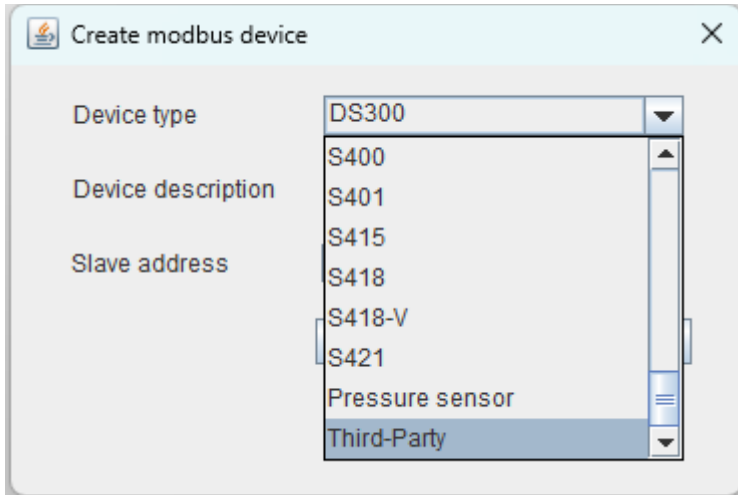 Create modbus device
Device type
DS300
S400
Device description
S401
S415
Slave address
S418
S418-V
S421
Pressure sensor
Third-Party